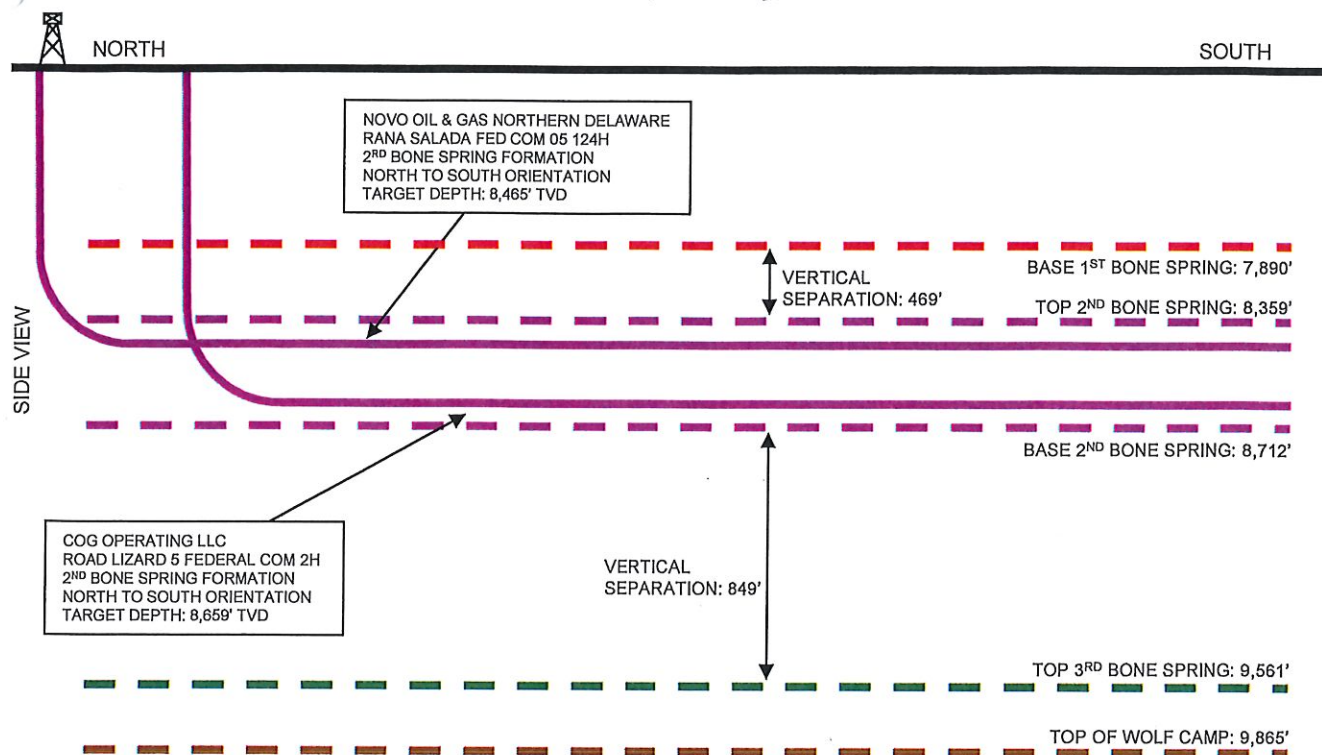 NORTH
SOUTH
NOVO OIL & GAS NORTHERN DELAWARE
RANA SALADA FED COM 05 124H
2RD BONE SPRING FORMATION
NORTH TO SOUTH ORIENTATION
TARGET DEPTH: 8,465' TVD
BASE 1ST BONE SPRING: 7,890'
VERTICAL
SEPARATION: 469'
TOP 2ND BONE SPRING: 8,359'
SIDE VIEW
BASE 2ND BONE SPRING: 8,712'
COG OPERATING LLC
ROAD LIZARD 5 FEDERAL COM 2H
2ND BONE SPRING FORMATION
NORTH TO SOUTH ORIENTATION
TARGET DEPTH: 8,659' TVD
VERTICAL
SEPARATION: 849'
TOP 3RD BONE SPRING: 9,561'
TOP OF WOLF CAMP: 9,865'